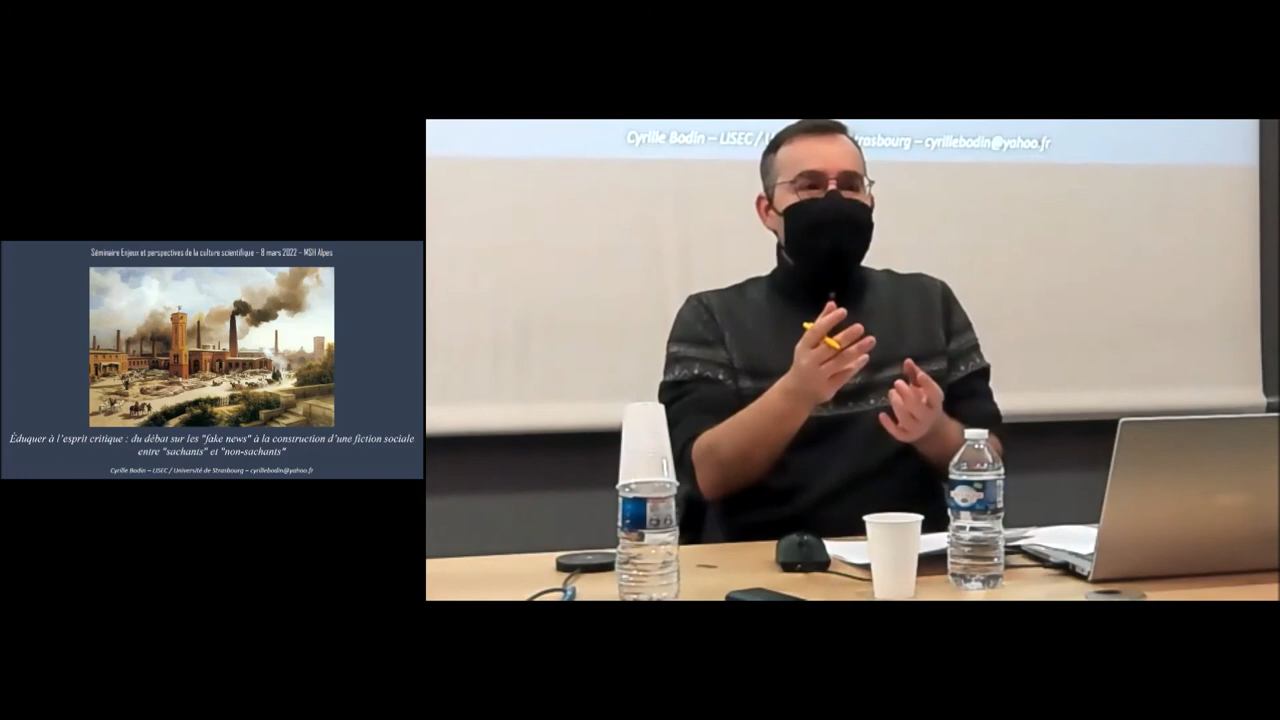 Séminaire Enjeux et perspectives de la culture scientifique – 8 mars 2022 – MSH Alpes
Éduquer à l'esprit critique : du débat sur les "fake news" à la construction d'une fiction sociale
entre "sachants" et "non-sachants"
Cyrille Bodin – LISEC / Université de Strasbourg – cyrillebodin@yahoo.fr
Cyrille Bodin – LISEC / U rasbourg – cyrillebodin@yahoo.fr